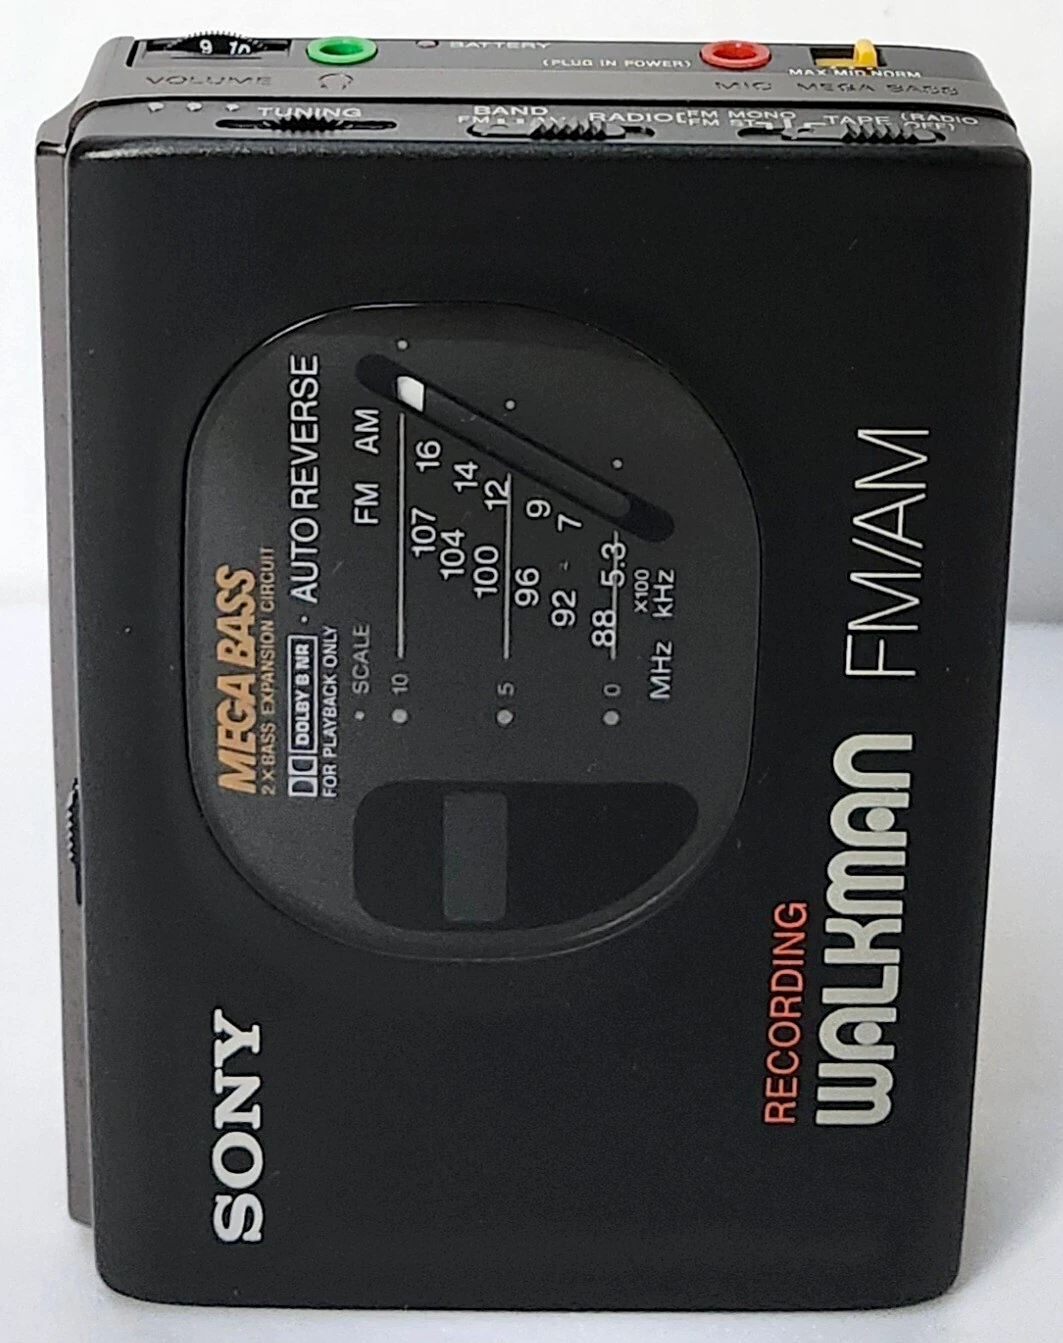 9 10
VOLUME
BATTERY
(PLUG IN POWER)
MIC
MAX MID NORM
MEGA BASS
TUNING
BAND
FM
RADIO
FM MONO
FM ST
TAPE (RADIO
OFF)
MEGA BASS
2 X BASS EXPANSION CIRCUIT
DOLBY B NR · AUTO REVERSE
FOR PLAYBACK ONLY
• SCALE FM AM
10 107 16
104 14
5 100 12
96 9
92 7
0 88 5.3
MHz X100 kHz
SONY
RECORDING
WALKMAN FM/AM